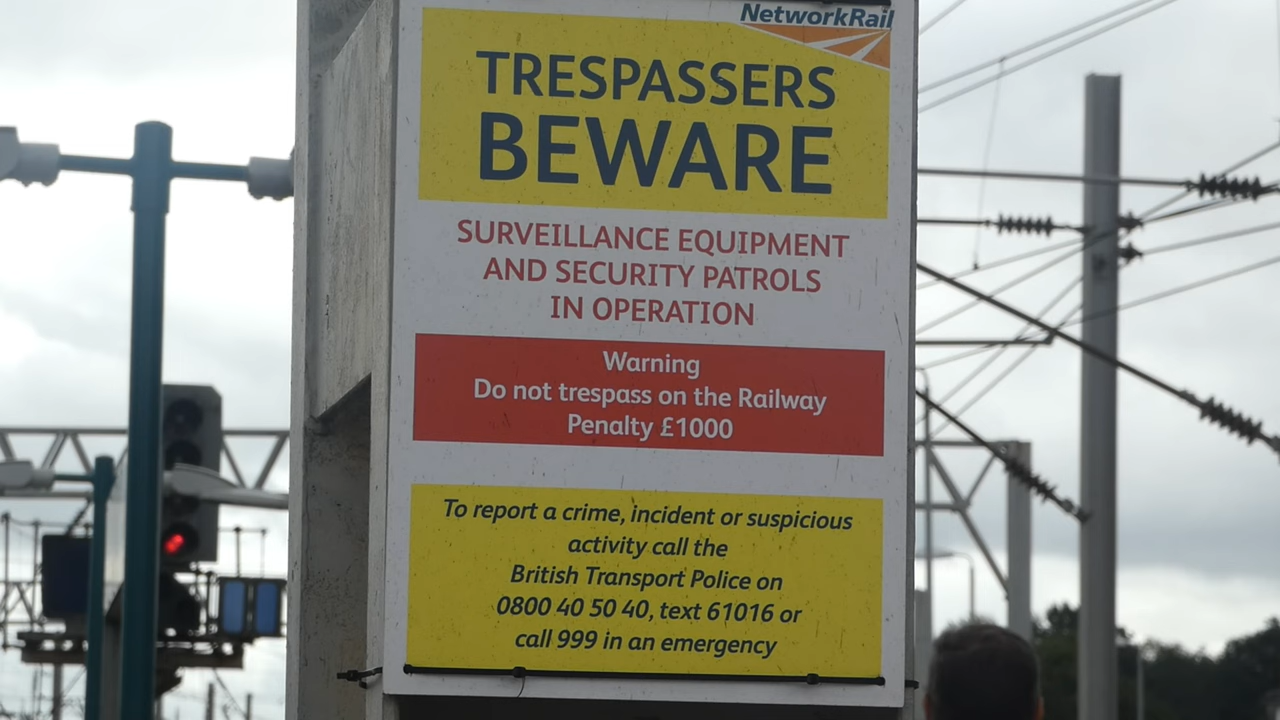 NetworkRail
TRESPASSERS
BEWARE
SURVEILLANCE EQUIPMENT
AND SECURITY PATROLS
IN OPERATION
Warning
Do not trespass on the Railway
Penalty £1000
To report a crime, incident or suspicious
activity call the
British Transport Police on
0800 40 50 40, text 61016 or
call 999 in an emergency